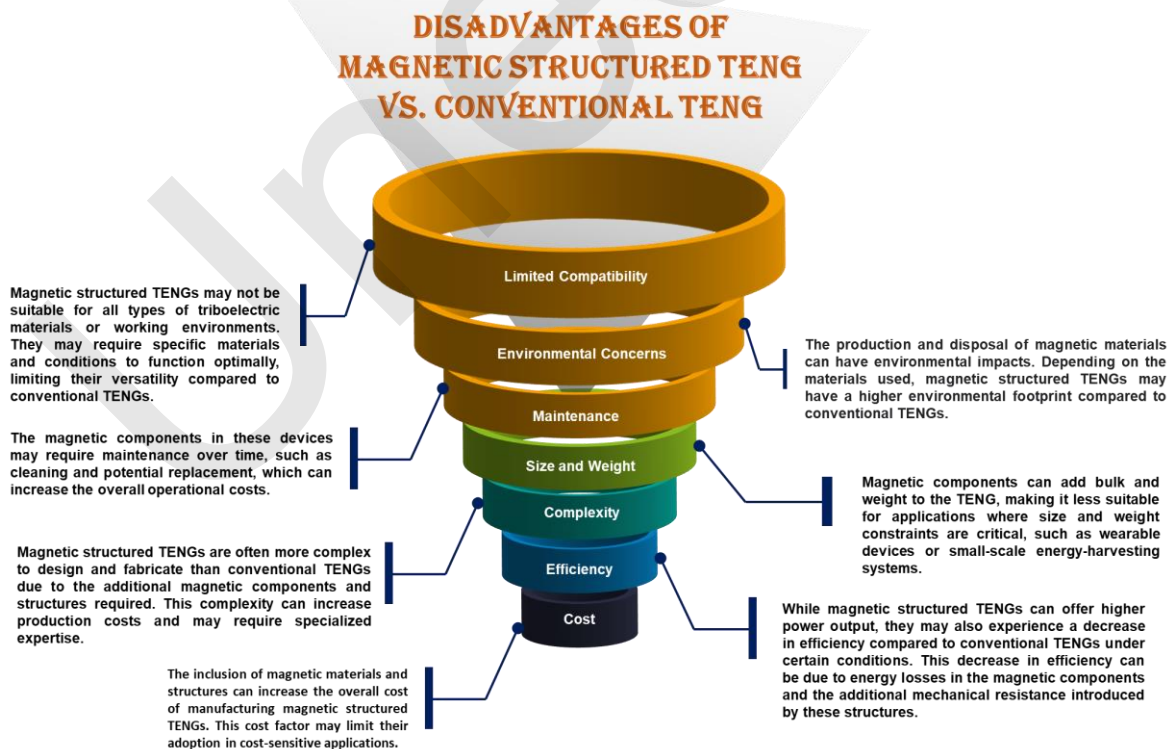 DISADVANTAGES OF
MAGNETIC STRUCTURED TENG
VS. CONVENTIONAL TENG
Limited Compatibility
Magnetic structured TENGs may not be
suitable for all types of triboelectric
materials or working environments.
They may require specific materials
and conditions to function optimally,
limiting their versatility compared to
conventional TENGs.
Environmental Concerns
The production and disposal of magnetic materials
can have environmental impacts. Depending on the
materials used, magnetic structured TENGs may
have a higher environmental footprint compared to
conventional TENGs.
Maintenance
The magnetic components in these devices
may require maintenance over time, such as
cleaning and potential replacement, which can
increase the overall operational costs.
Size and Weight
Magnetic components can add bulk and
weight to the TENG, making it less suitable
for applications where size and weight
constraints are critical, such as wearable
devices or small-scale energy-harvesting
systems.
Complexity
Magnetic structured TENGs are often more complex
to design and fabricate than conventional TENGs
due to the additional magnetic components and
structures required. This complexity can increase
production costs and may require specialized
expertise.
Efficiency
While magnetic structured TENGs can offer higher
power output, they may also experience a decrease
in efficiency compared to conventional TENGs under
certain conditions. This decrease in efficiency can
be due to energy losses in the magnetic components
and the additional mechanical resistance introduced
by these structures.
Cost
The inclusion of magnetic materials and
structures can increase the overall cost
of manufacturing magnetic structured
TENGs. This cost factor may limit their
adoption in cost-sensitive applications.